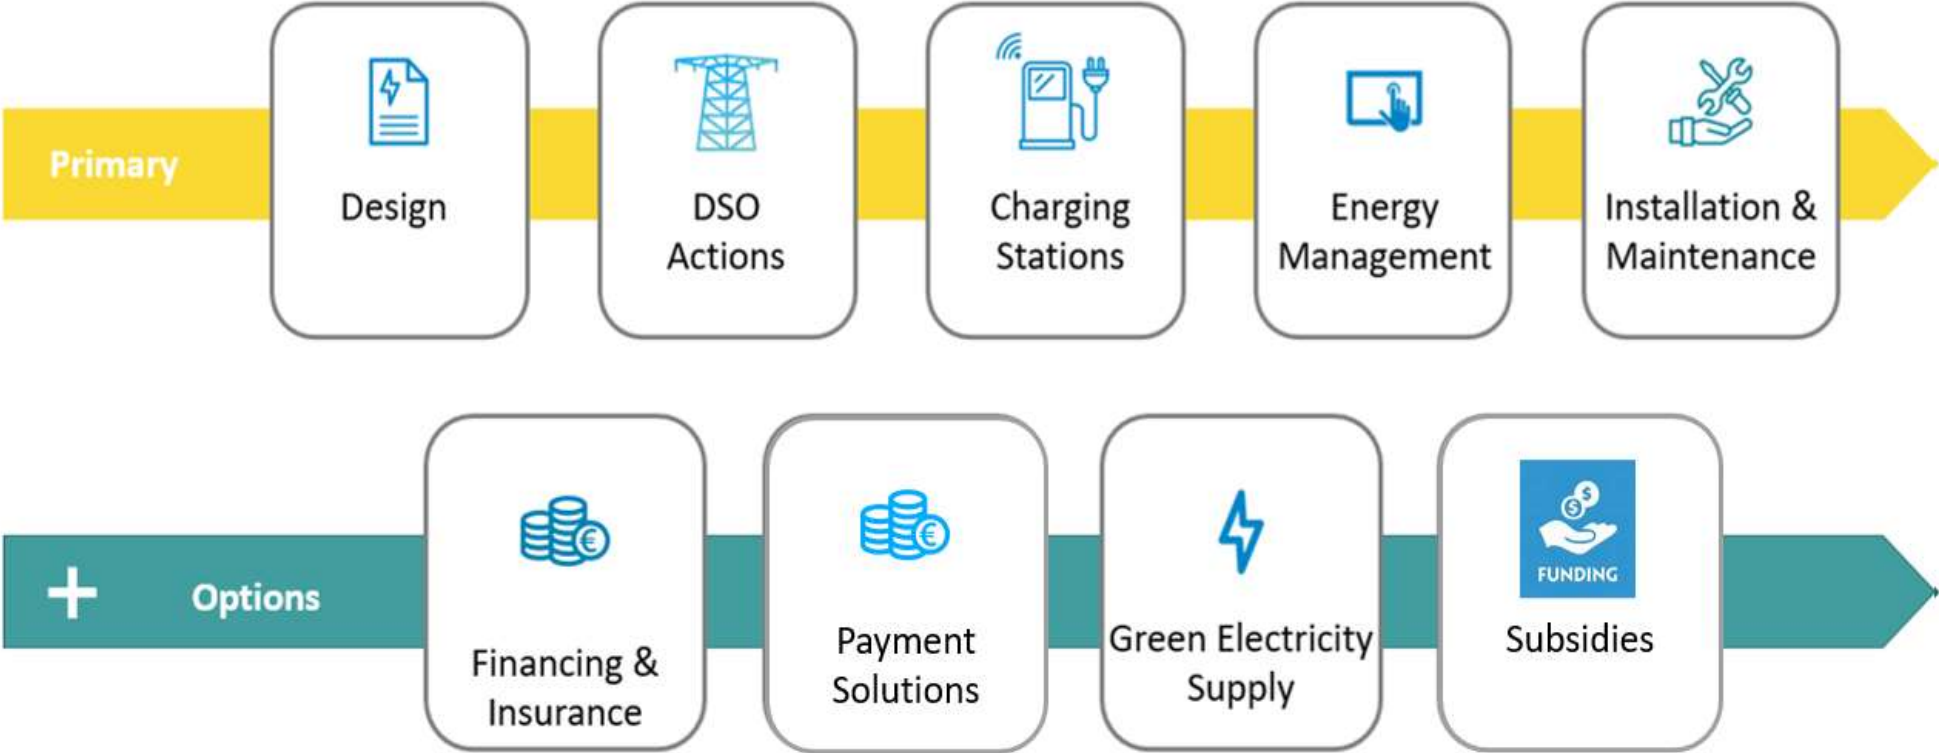 Primary
Design
DSO
Actions
Charging
Stations
Energy
Management
Installation &
Maintenance
+ Options
Financing &
Insurance
€
Payment
Solutions
€
Green Electricity
Supply
$
$
FUNDING
Subsidies